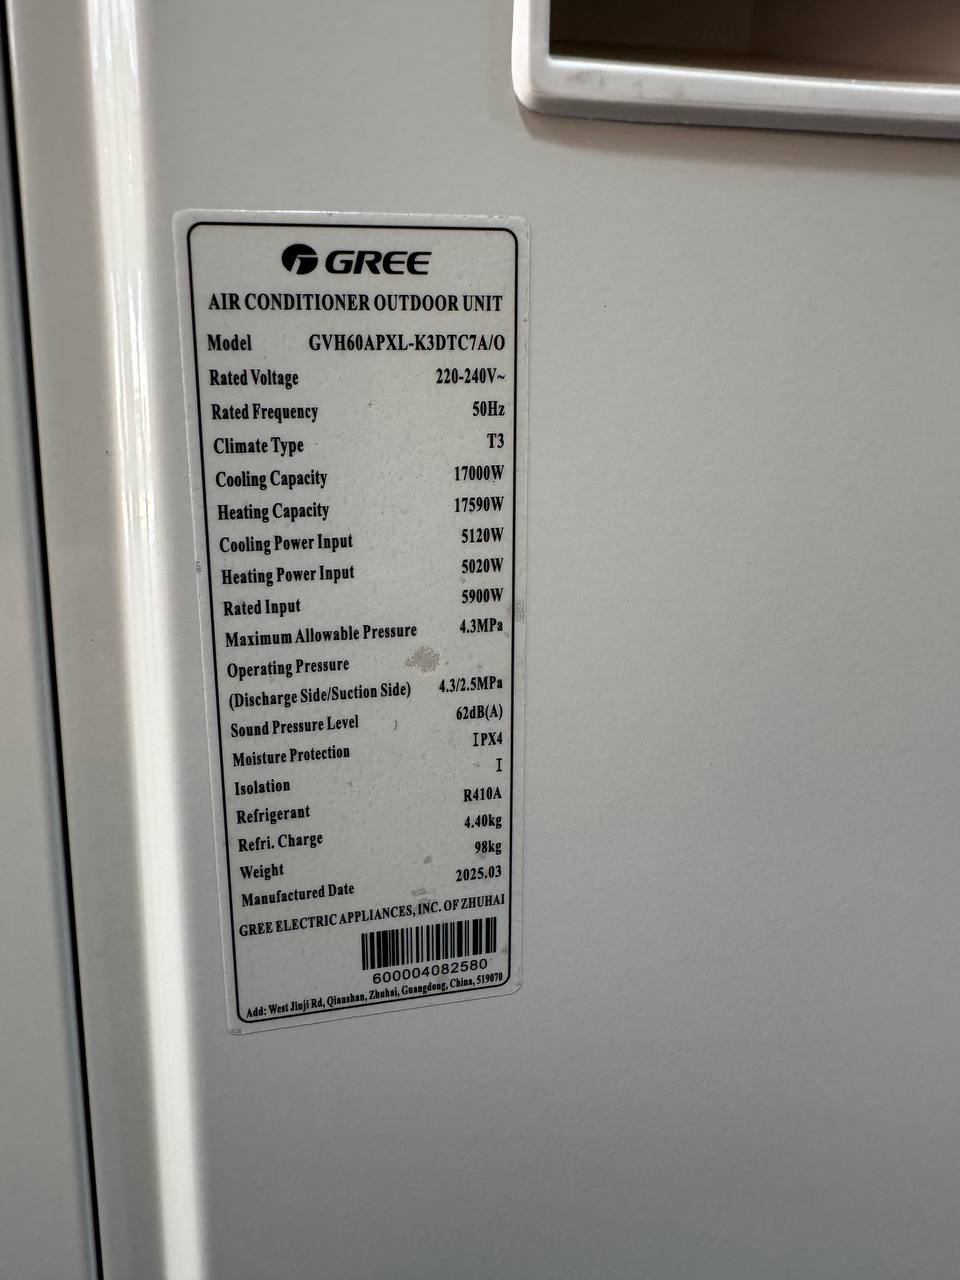 GREE
AIR CONDITIONER OUTDOOR UNIT
Model GVH60APXL-K3DTC7A/O
Rated Voltage 220-240V~
Rated Frequency 50Hz
Climate Type T3
Cooling Capacity 17000W
Heating Capacity 17590W
Cooling Power Input 5120W
Heating Power Input 5020W
Rated Input 5900W
Maximum Allowable Pressure 4.3MPa
Operating Pressure
(Discharge Side/Suction Side) 4.3/2.5MPa
Sound Pressure Level 62dB(A)
Moisture Protection IPX4
Isolation I
Refrigerant R410A
Refri. Charge 4.40kg
Weight 98kg
Manufactured Date 2025.03
GREE ELECTRIC APPLIANCES, INC. OF ZHUHAI
600004082580
Add: West Jinji Rd, Qianshan, Zhuhai, Guangdong, China, 519070